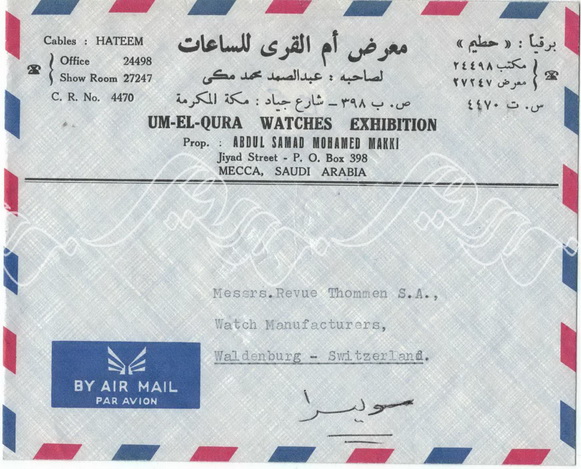 Cables : HATEEM
Office 24498
Show Room 27247
C. R. No. 4470
معرض أم القرى للساعات
لصاحبه : عبدالصمد محمد مكي
ص. ب ٣٩٨ – شارع جياد : مكة المكرمة
برقيا : « حطيم »
مكتب ٢٤٤٩٨
معرض ٢٧٢٤٧
س. ت ٤٤٧٠
UM-EL-QURA WATCHES EXHIBITION
Prop. : ABDUL SAMAD MOHAMED MAKKI
Jiyad Street - P. O. Box 398
MECCA, SAUDI ARABIA
Messrs.Revue Thommen S.A.,
Watch Manufacturers,
Waldenburg - Switzerland.
سويسرا
BY AIR MAIL
PAR AVION